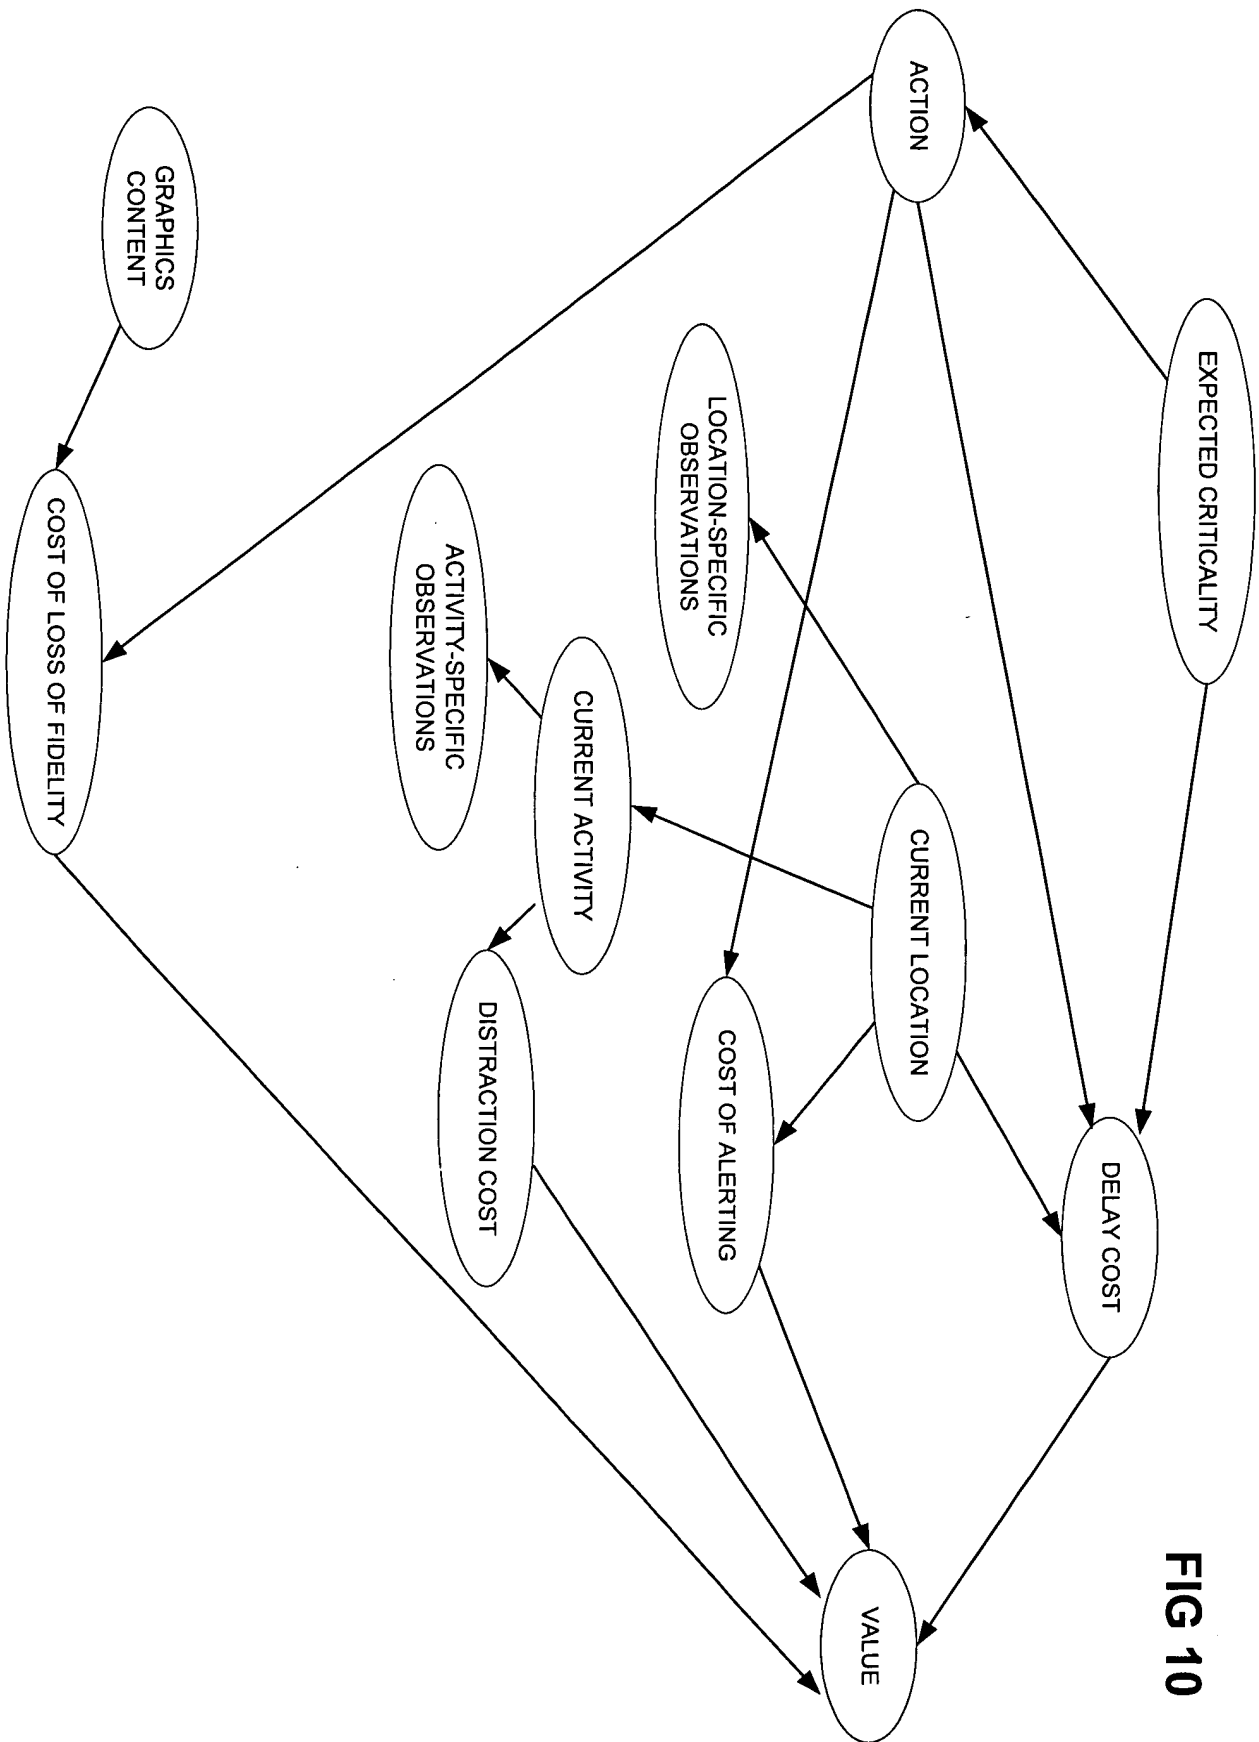 EXPECTED CRITICALITY
DELAY COST
ACTION
CURRENT LOCATION
VALUE
LOCATION-SPECIFIC
OBSERVATIONS
COST OF ALERTING
CURRENT ACTIVITY
ACTIVITY-SPECIFIC
OBSERVATIONS
DISTRACTION COST
GRAPHICS
CONTENT
COST OF LOSS OF FIDELITY
FIG 10